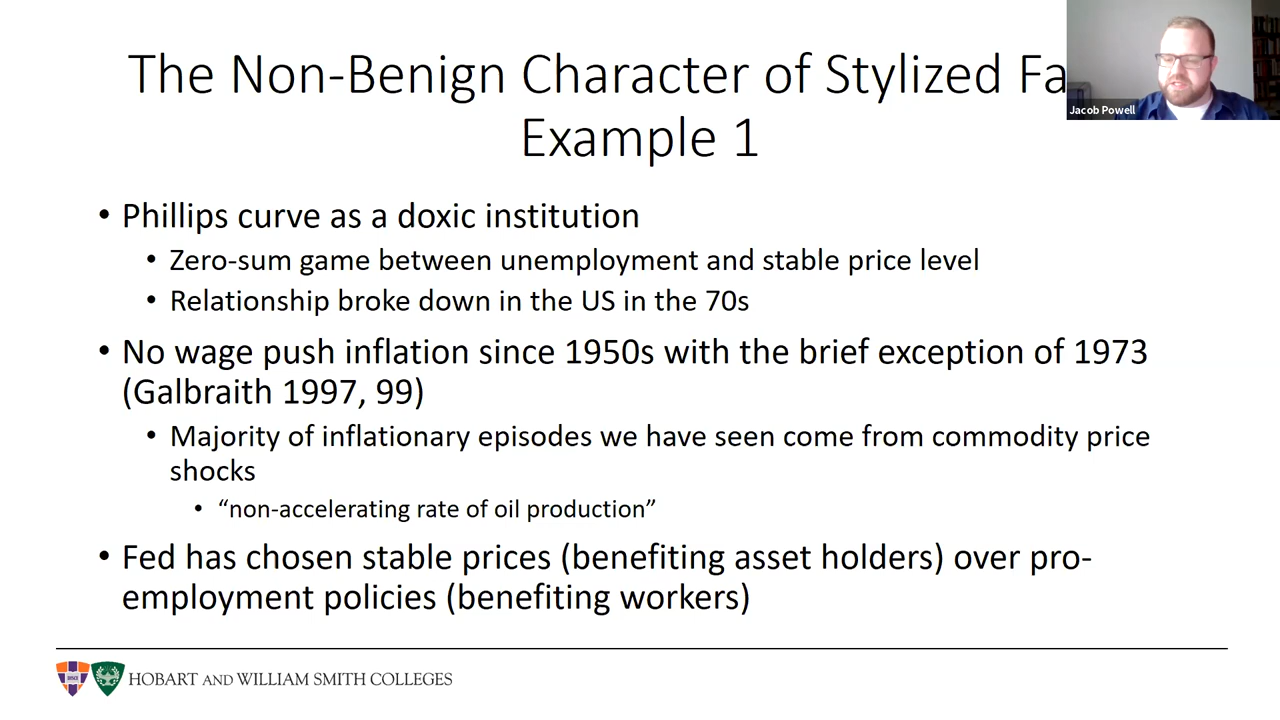 The Non-Benign Character of Stylized
Example 1
Jacob Powell
• Phillips curve as a doxic institution
• Zero-sum game between unemployment and stable price level
• Relationship broke down in the US in the 70s
• No wage push inflation since 1950s with the brief exception of 1973
(Galbraith 1997, 99)
• Majority of inflationary episodes we have seen come from commodity price
shocks
• “non-accelerating rate of oil production”
• Fed has chosen stable prices (benefiting asset holders) over pro-
employment policies (benefiting workers)
HOBART AND WILLIAM SMITH COLLEGES